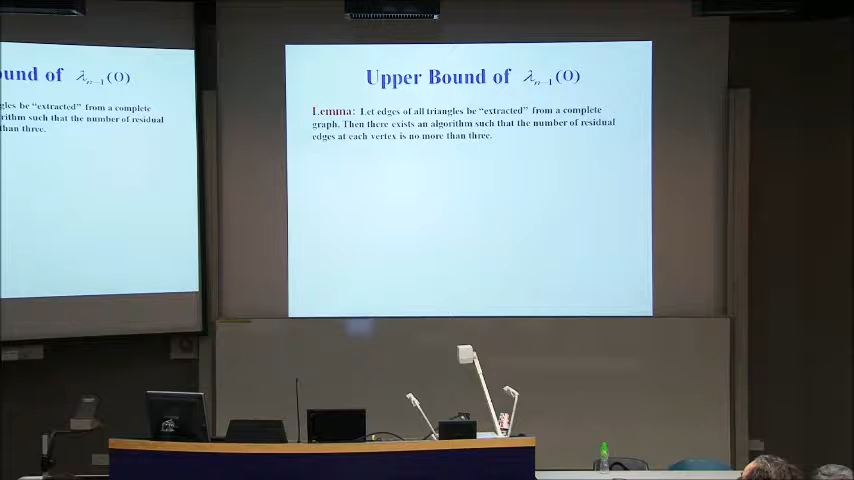 ound of λₙ₋₁(0)
gles be “extracted” from a complete
rithm such that the number of residual
than three.
Upper Bound of λₙ₋₁(0)
Lemma: Let edges of all triangles be “extracted” from a complete
graph. Then there exists an algorithm such that the number of residual
edges at each vertex is no more than three.